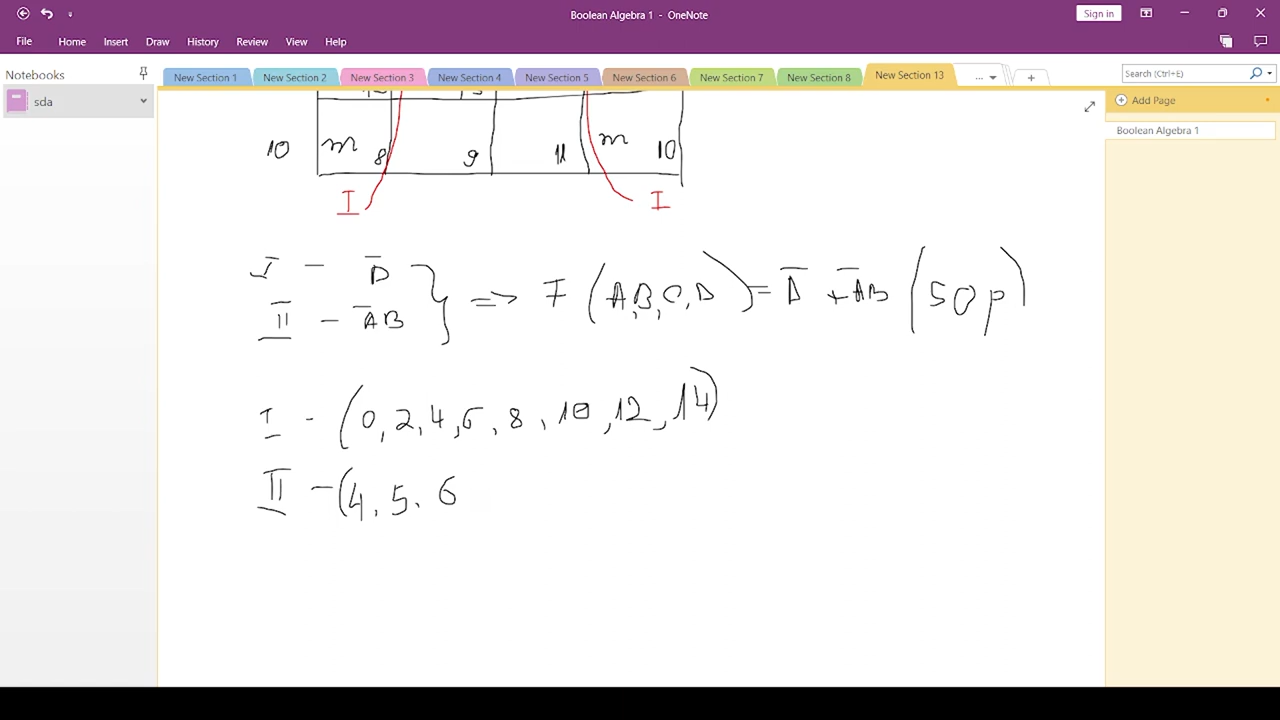 Boolean Algebra 1 - OneNote
Sign in
File Home Insert Draw History Review View Help
Notebooks
New Section 1 New Section 2 New Section 3 New Section 4 New Section 5 New Section 6 New Section 7 New Section 8 New Section 13 ... +
Search (Ctrl+E)
sda
Add Page
Boolean Algebra 1
10 m 8 9 11 m 10
I I
I - D̅
II - A̅B } => F (A,B,C,D) = D̅ + A̅B (SOP)
I - (0,2,4,6,8,10,12,14)
II - (4,5,6